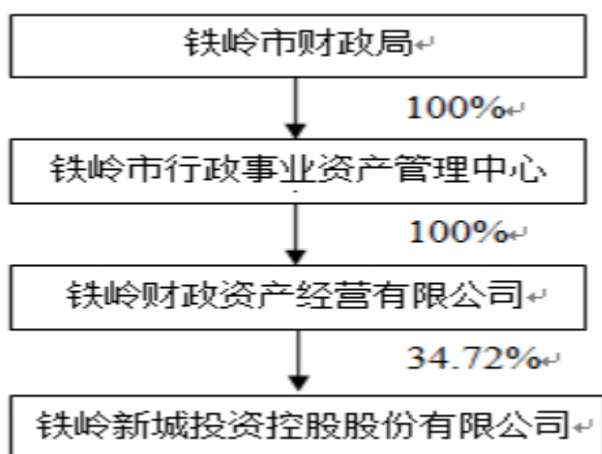 铁岭市财政局
100%
铁岭市行政事业资产管理中心
100%
铁岭财政资产经营有限公司
34.72%
铁岭新城投资控股股份有限公司